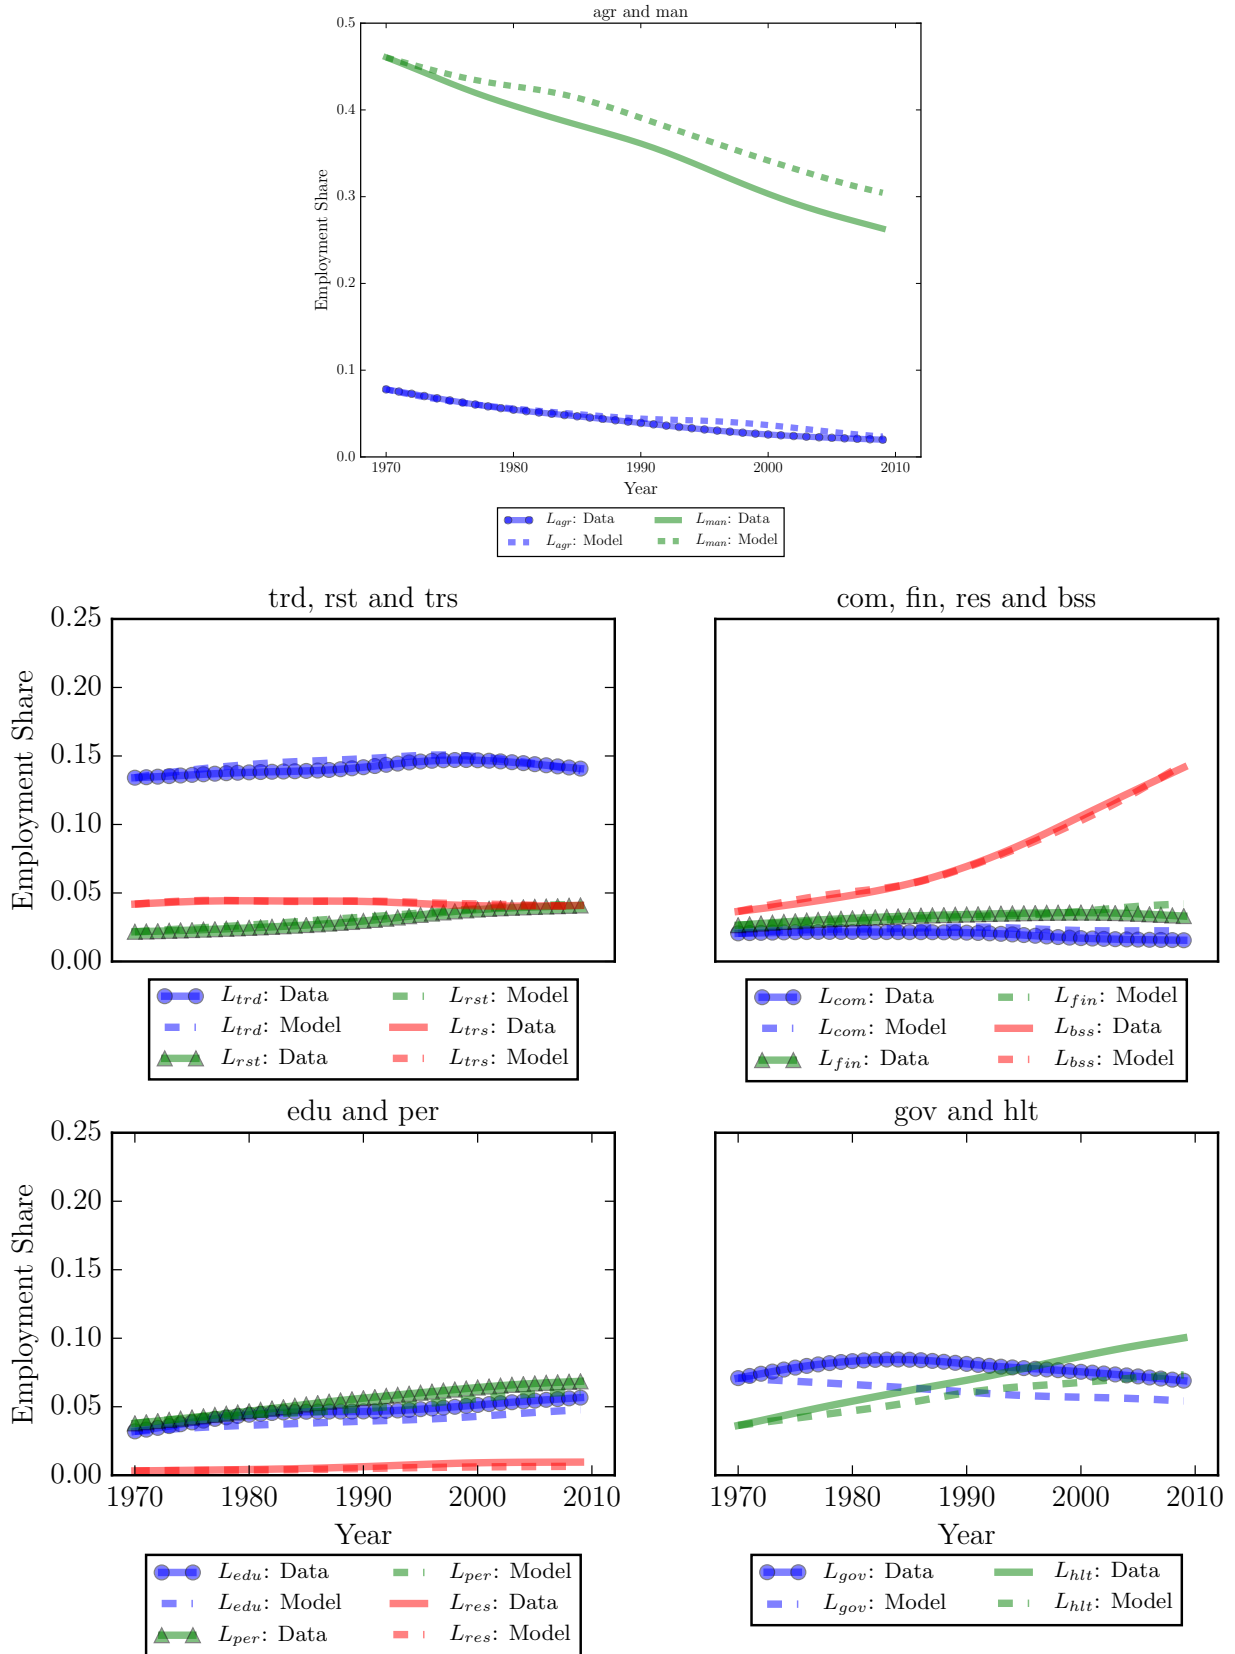 agr and man
0.5
0.4
0.3
0.2
0.1
0.0
Employment Share
1970 1980 1990 2000 2010
Year
L_agr: Data L_man: Data
L_agr: Model L_man: Model
trd, rst and trs
0.25
0.20
0.15
0.10
0.05
0.00
Employment Share
L_trd: Data L_rst: Model
L_trd: Model L_trs: Data
L_rst: Data L_trs: Model
com, fin, res and bss
L_com: Data L_fin: Model
L_com: Model L_bss: Data
L_fin: Data L_bss: Model
edu and per
0.25
0.20
0.15
0.10
0.05
0.00
Employment Share
1970 1980 1990 2000 2010
Year
L_edu: Data L_per: Model
L_edu: Model L_res: Data
L_per: Data L_res: Model
gov and hlt
1970 1980 1990 2000 2010
Year
L_gov: Data L_hlt: Data
L_gov: Model L_hlt: Model